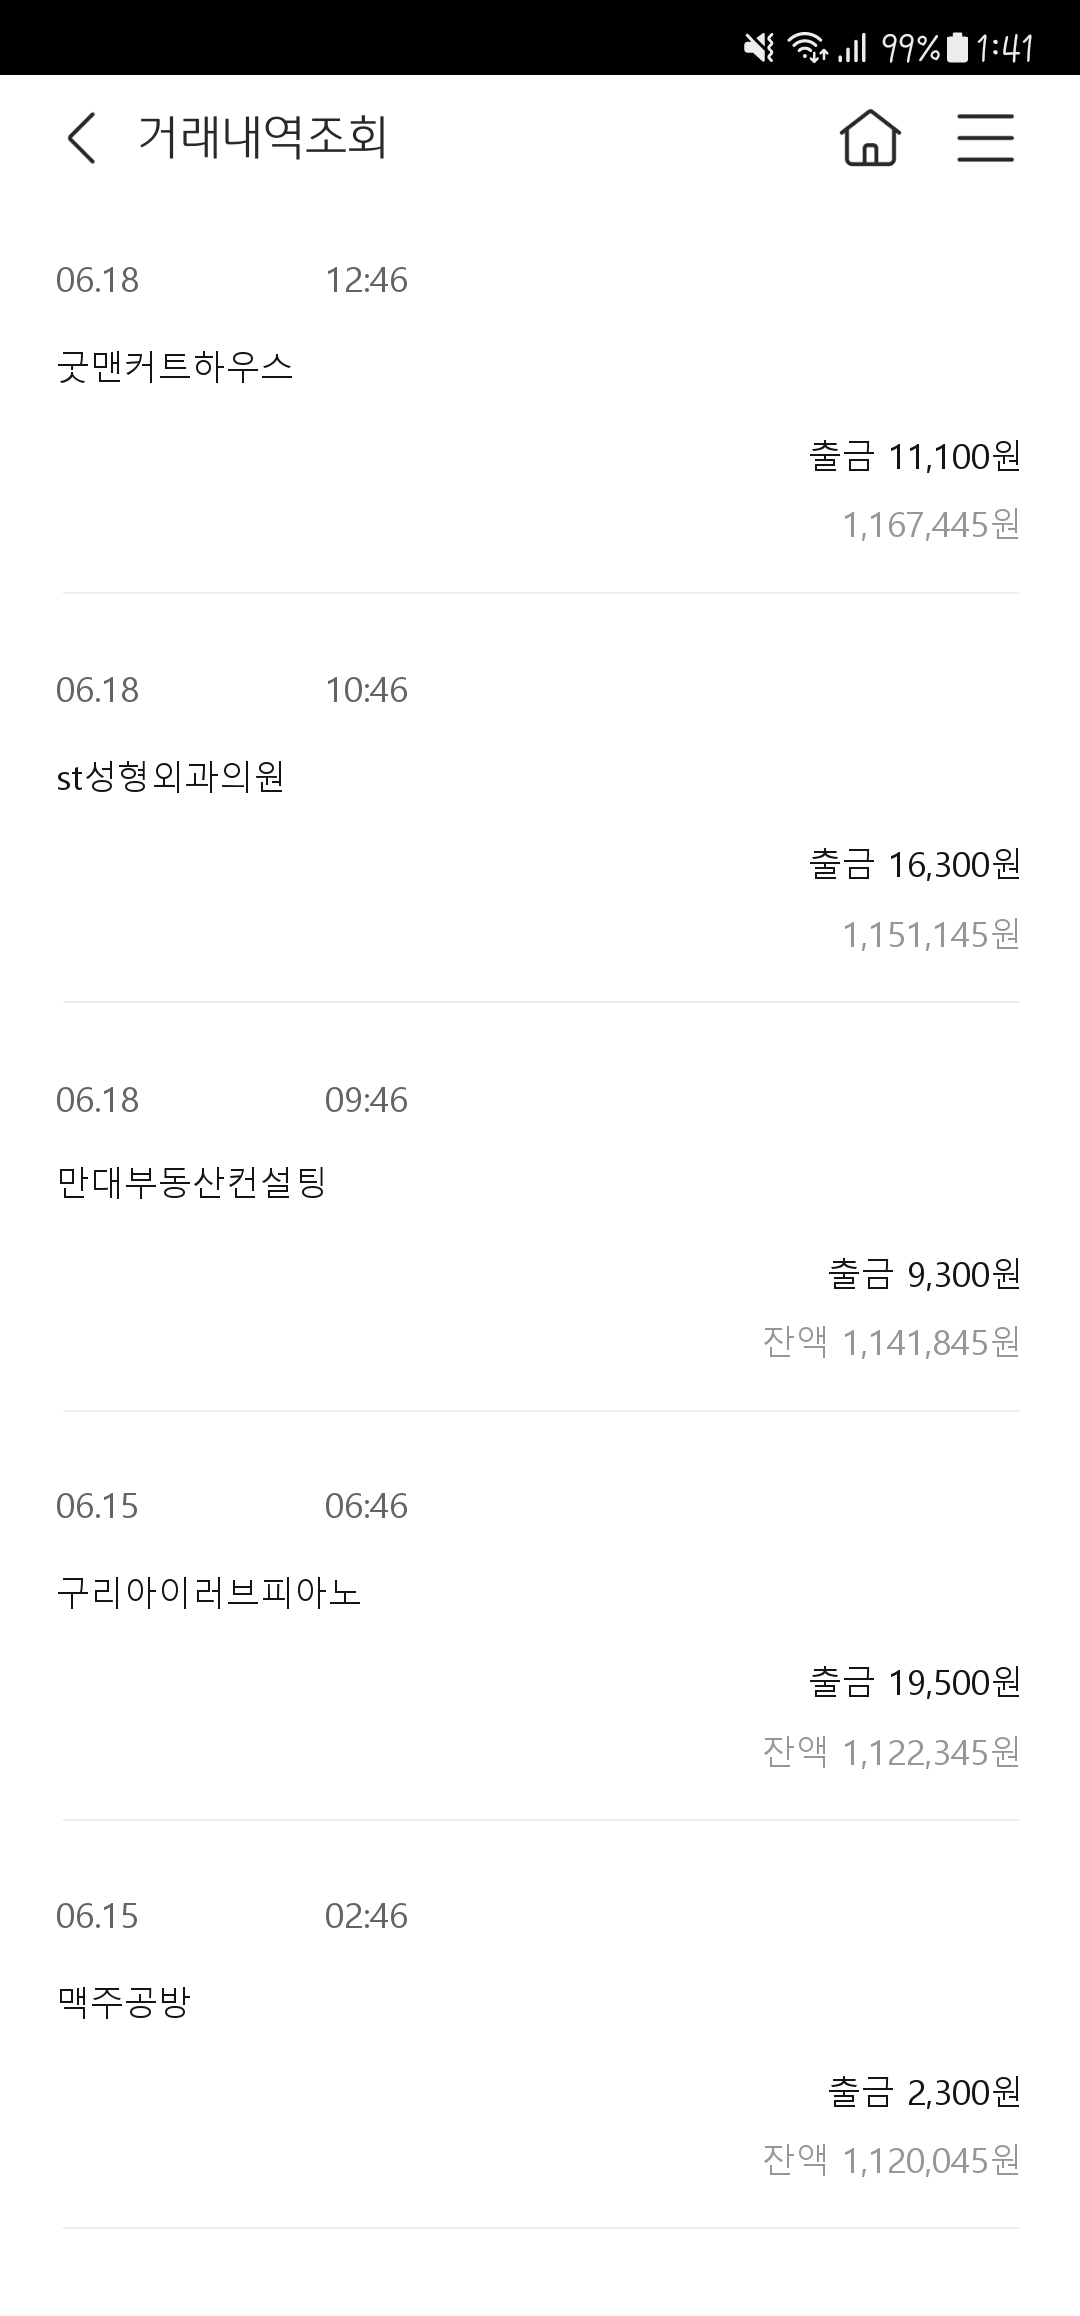 99% 1:41
거래내역조회
06.18 12:46
굿맨커트하우스
출금 11,100원
1,167,445원
06.18 10:46
st성형외과의원
출금 16,300원
1,151,145원
06.18 09:46
만대부동산컨설팅
출금 9,300원
잔액 1,141,845원
06.15 06:46
구리아이러브피아노
출금 19,500원
잔액 1,122,345원
06.15 02:46
맥주공방
출금 2,300원
잔액 1,120,045원